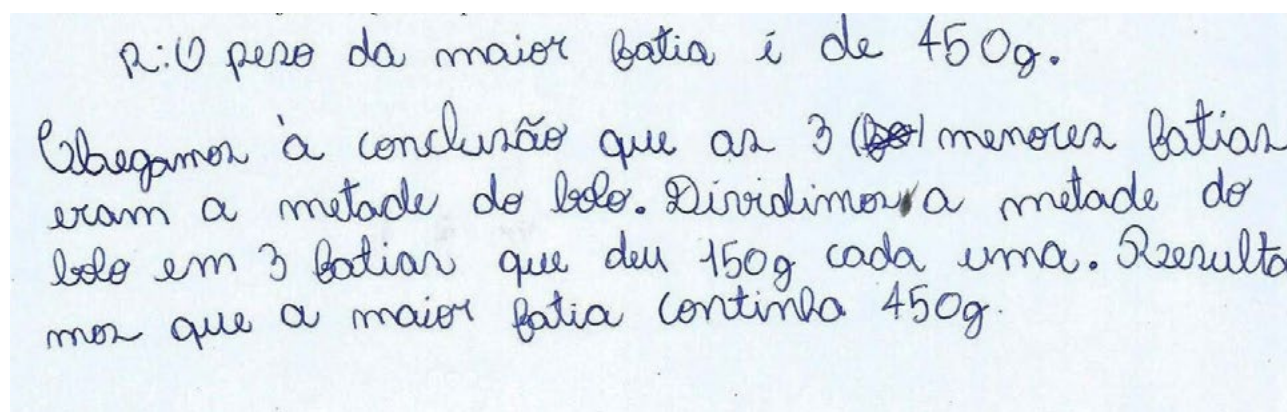 R: O peso da maior fatia é de 450g.
Chegamos à conclusão que as 3 menores fatias
eram a metade do bolo. Dividimos a metade do
bolo em 3 fatias que deu 150g cada uma. Resulta
mos que a maior fatia continha 450g.